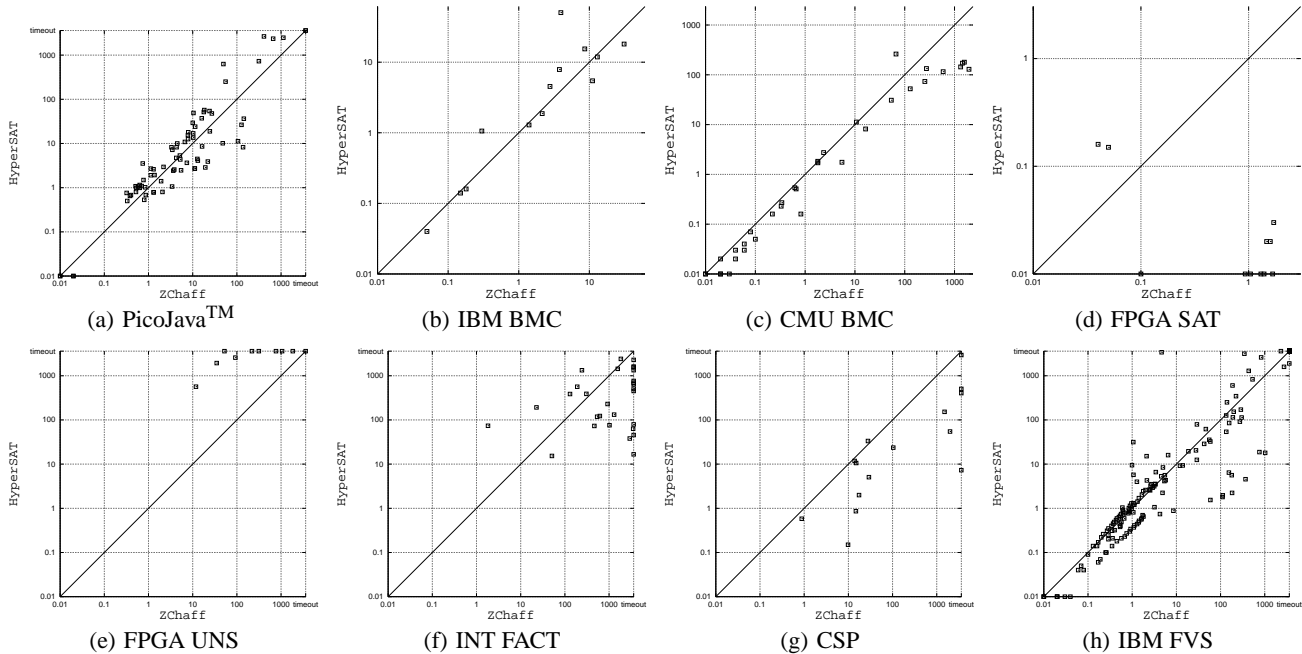 timeout
1000
100
10
1
0.1
0.01
0.01 0.1 1 10 100 1000 timeout
HyperSAT
ZChaff
(a) PicoJava™
10
1
0.1
0.01
0.01 0.1 1 10
HyperSAT
ZChaff
(b) IBM BMC
1000
100
10
1
0.1
0.01
0.01 0.1 1 10 100 1000
HyperSAT
ZChaff
(c) CMU BMC
1
0.1
0.01
0.01 0.1 1
HyperSAT
ZChaff
(d) FPGA SAT
timeout
1000
100
10
1
0.1
0.01
0.01 0.1 1 10 100 1000 timeout
HyperSAT
ZChaff
(e) FPGA UNS
timeout
1000
100
10
1
0.1
0.01
0.01 0.1 1 10 100 1000 timeout
HyperSAT
ZChaff
(f) INT FACT
timeout
1000
100
10
1
0.1
0.01
0.01 0.1 1 10 100 1000 timeout
HyperSAT
ZChaff
(g) CSP
timeout
1000
100
10
1
0.1
0.01
0.01 0.1 1 10 100 1000 timeout
HyperSAT
ZChaff
(h) IBM FVS